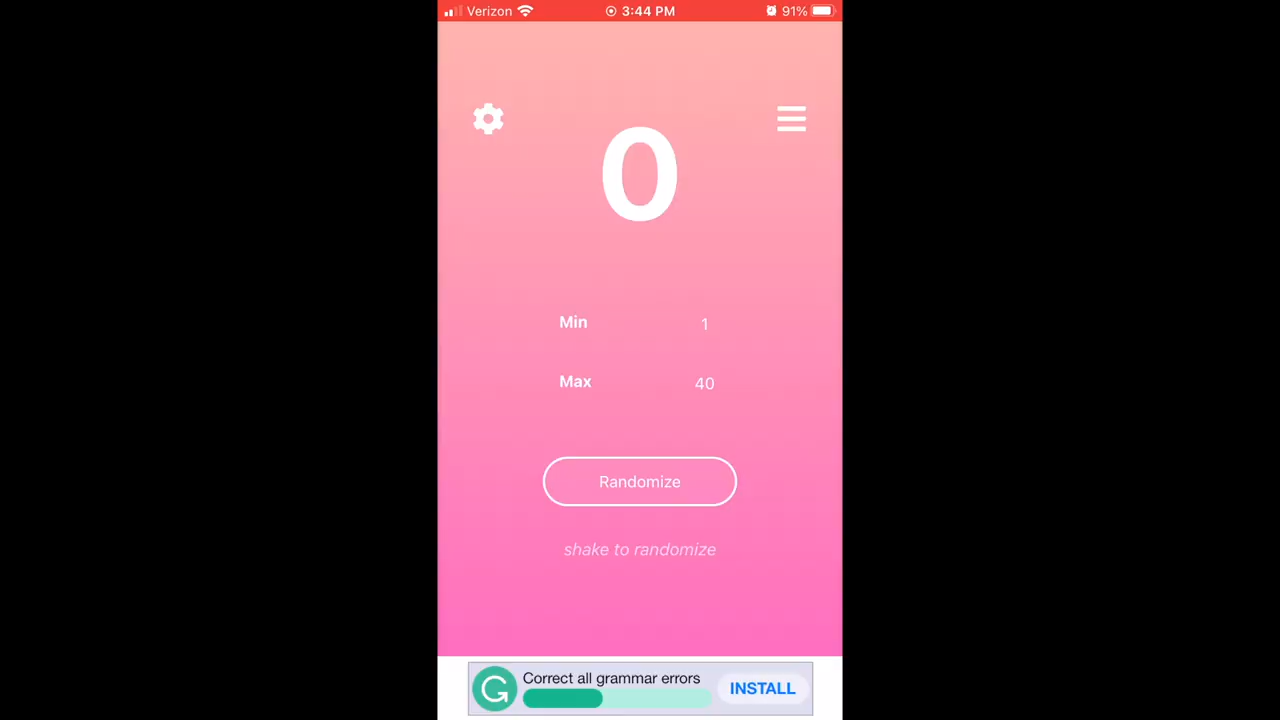 Verizon 3:44 PM 91%
0
Min 1
Max 40
Randomize
shake to randomize
Correct all grammar errors
INSTALL